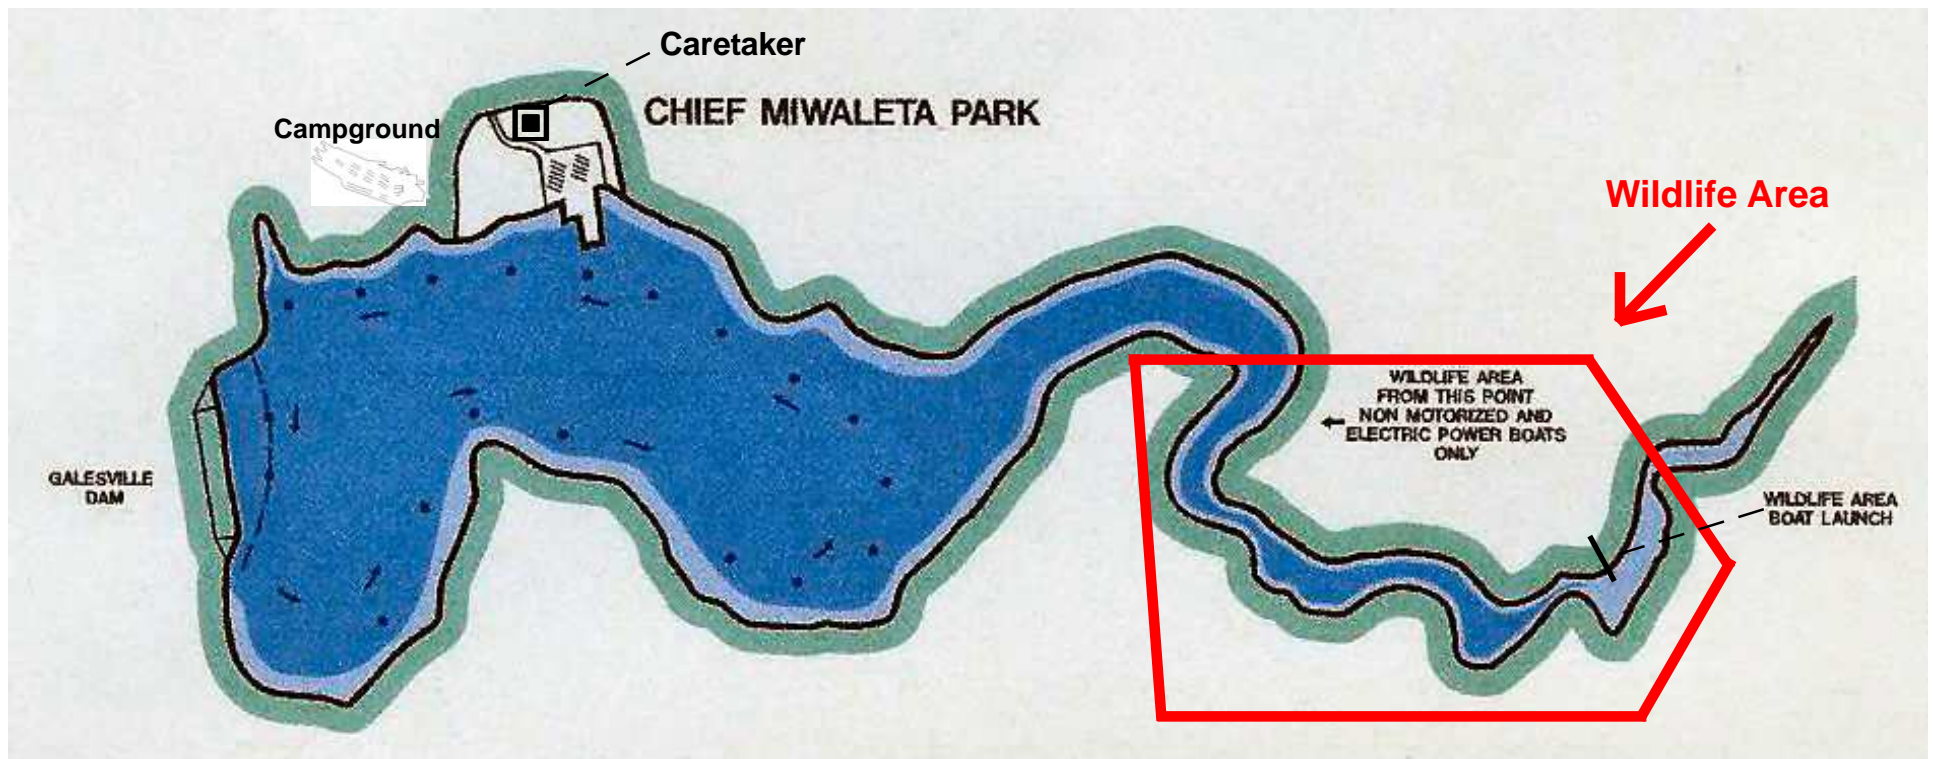 Caretaker
CHIEF MIWALETA PARK
Campground
Wildlife Area
WILDLIFE AREA
FROM THIS POINT
NON MOTORIZED AND
ELECTRIC POWER BOATS
ONLY
GALESVILLE
DAM
WILDLIFE AREA
BOAT LAUNCH